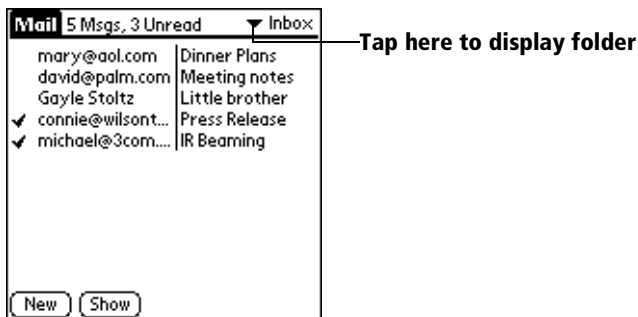 Mail 5 Msgs, 3 Unread Inbox
Tap here to display folder
mary@aol.com Dinner Plans
david@palm.com Meeting notes
Gayle Stoltz Little brother
connie@wilsont... Press Release
michael@3com.... IR Beaming
New Show